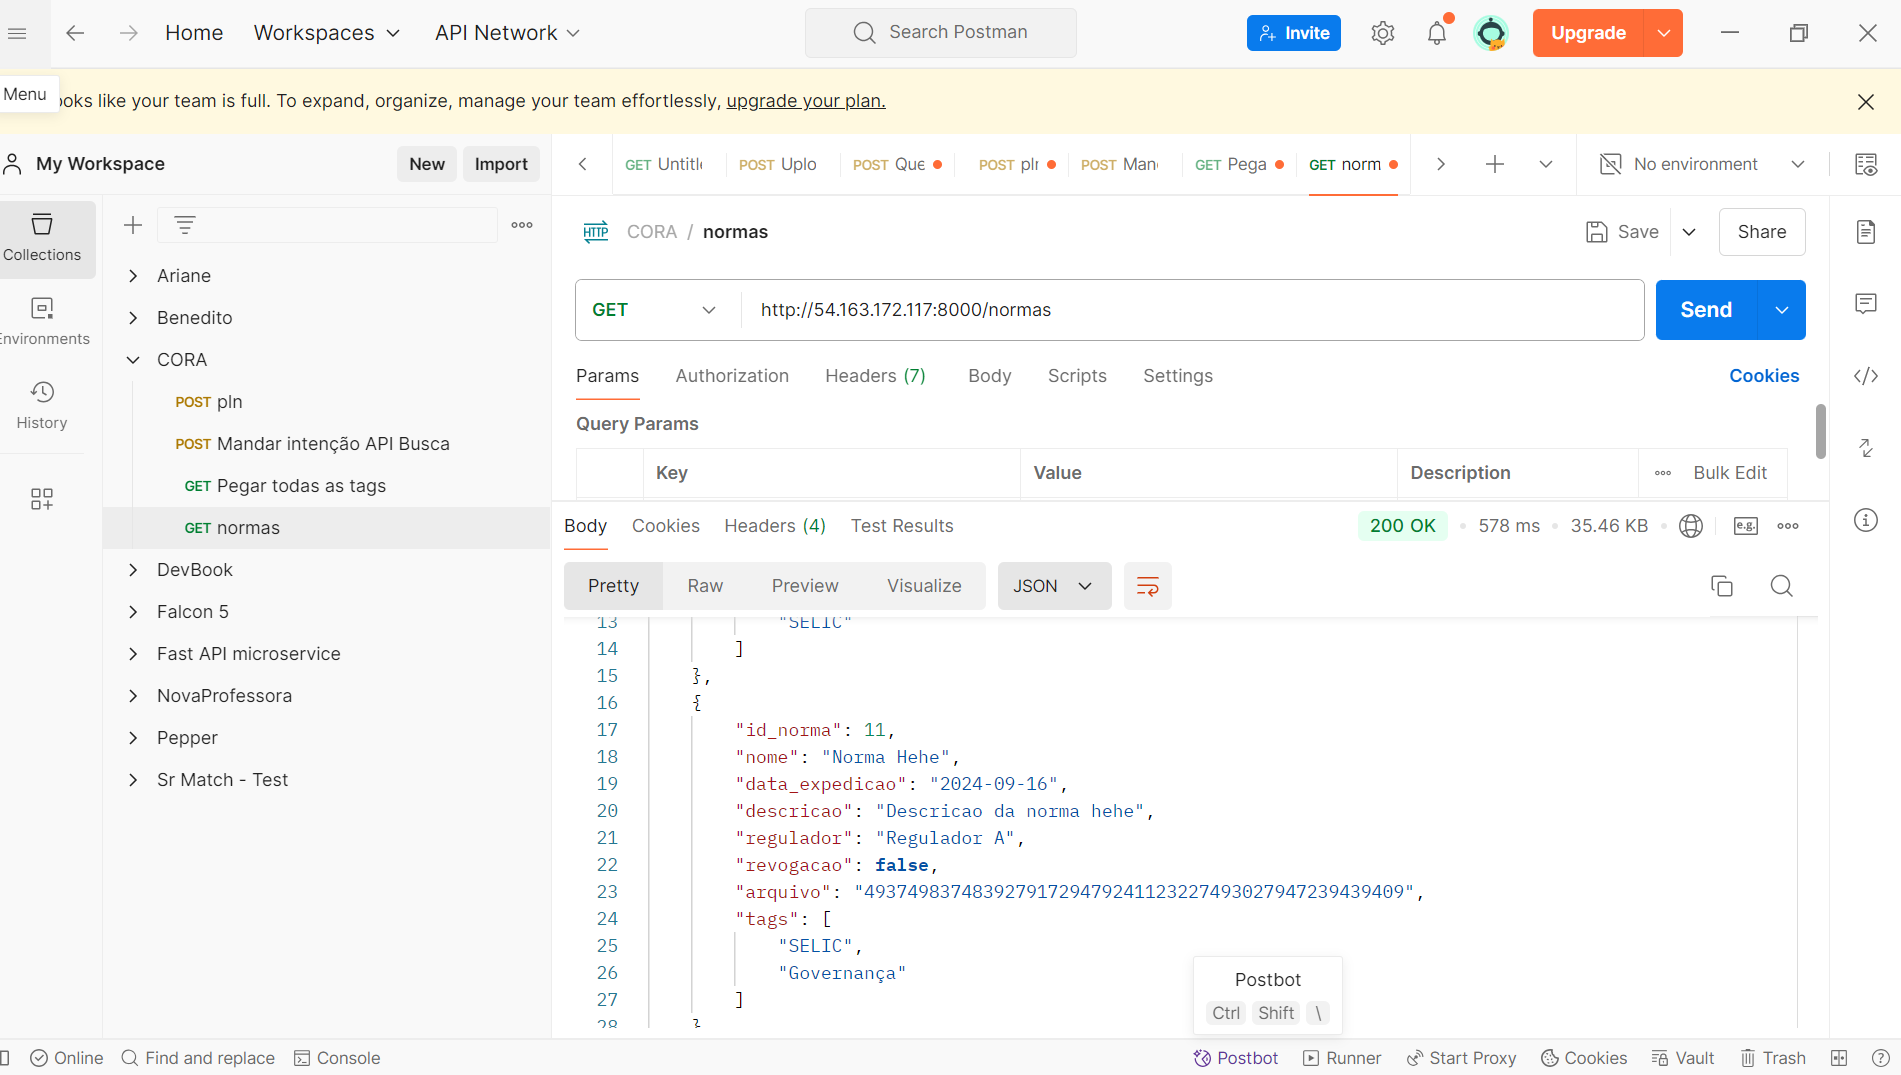 Home Workspaces API Network Search Postman Invite Upgrade
Menu ooks like your team is full. To expand, organize, manage your team effortlessly, upgrade your plan.
My Workspace New Import
GET Untitle POST Uplo POST Que POST pln POST Man GET Pega GET norm No environment
Collections
Environments
History
Ariane
Benedito
CORA
POST pln
POST Mandar intenção API Busca
GET Pegar todas as tags
GET normas
DevBook
Falcon 5
Fast API microservice
NovaProfessora
Pepper
Sr Match - Test
HTTP CORA / normas Save Share
GET http://54.163.172.117:8000/normas Send
Params Authorization Headers (7) Body Scripts Settings Cookies
Query Params
Key Value Description Bulk Edit
Body Cookies Headers (4) Test Results 200 OK 578 ms 35.46 KB e.g.
Pretty Raw Preview Visualize JSON
13 "SELIC"
14 ]
15 },
16 {
17 "id_norma": 11,
18 "nome": "Norma Hehe",
19 "data_expedicao": "2024-09-16",
20 "descricao": "Descricao da norma hehe",
21 "regulador": "Regulador A",
22 "revogacao": false,
23 "arquivo": "49374983748392791729479241123227493027947239439409",
24 "tags": [
25 "SELIC",
26 "Governança"
27 ]
28 }
Postbot
Ctrl Shift \
Online Find and replace Console Postbot Runner Start Proxy Cookies Vault Trash